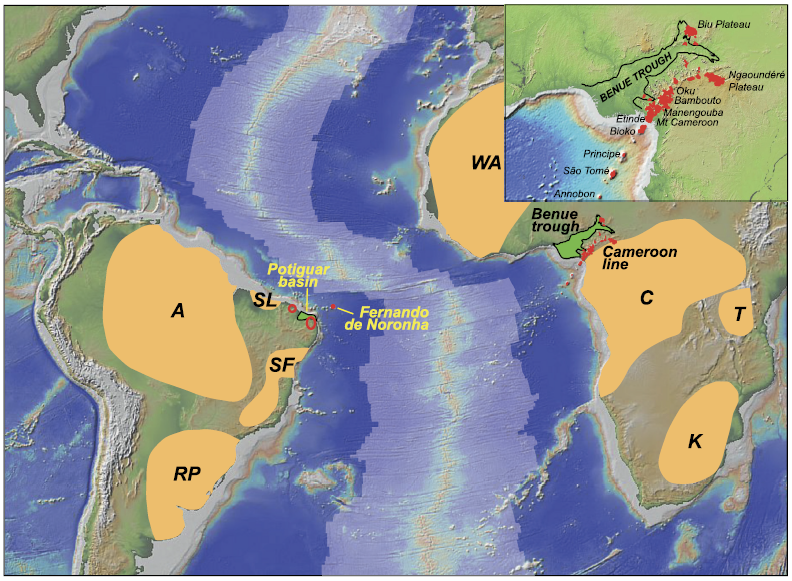 Biu Plateau
BENUE TROUGH
Ngaoundéré
Plateau
Oku
Bambouto
Manengouba
Etinde
Mt Cameroon
Bioko
Principe
São Tomé
Annobon
WA
Benue
trough
Cameroon
line
Potiguar
basin
SL
Fernando
de Noronha
A
C
T
SF
K
RP